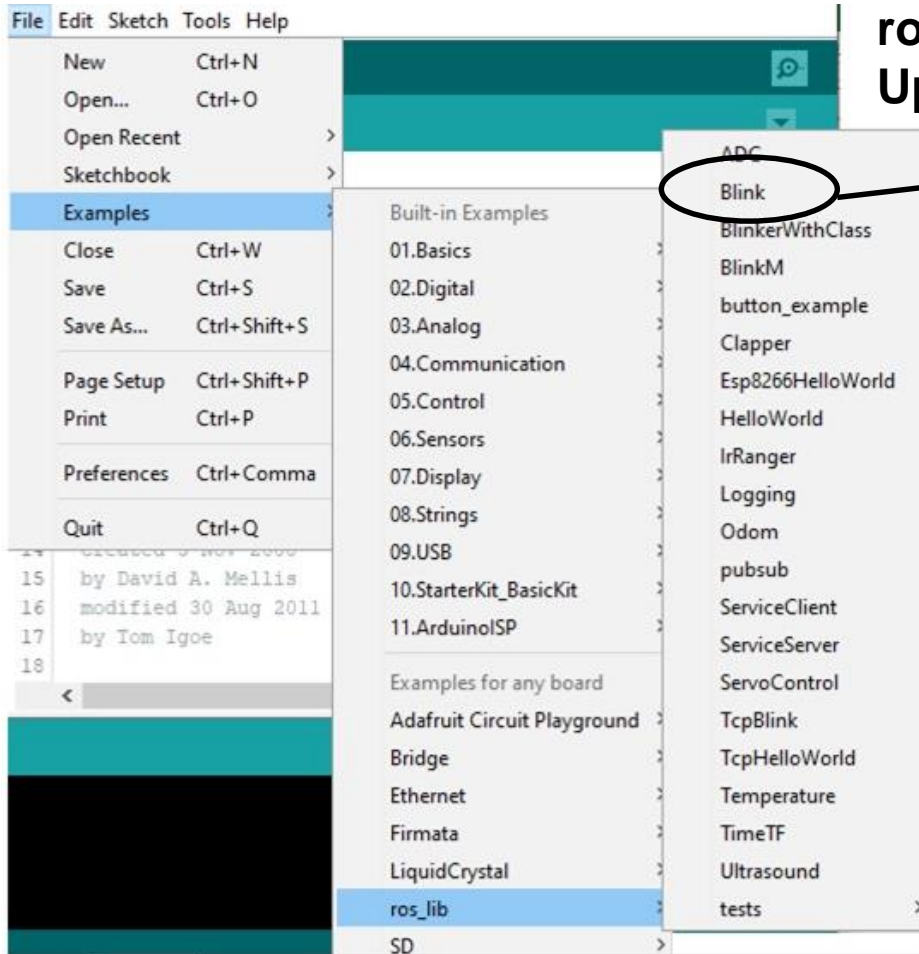 File Edit Sketch Tools Help
New Ctrl+N
Open... Ctrl+O
Open Recent
Sketchbook
Examples
Close Ctrl+W
Save Ctrl+S
Save As... Ctrl+Shift+S
Page Setup Ctrl+Shift+P
Print Ctrl+P
Preferences Ctrl+Comma
Quit Ctrl+Q
15 by David A. Mellis
16 modified 30 Aug 2011
17 by Tom Igoe
18
Built-in Examples
01.Basics
02.Digital
03.Analog
04.Communication
05.Control
06.Sensors
07.Display
08.Strings
09.USB
10.StarterKit_BasicKit
11.ArduinoISP
Examples for any board
Adafruit Circuit Playground
Bridge
Ethernet
Firmata
LiquidCrystal
ros_lib
SD
ADC
Blink
BlinkerWithClass
BlinkM
button_example
Clapper
Esp8266HelloWorld
HelloWorld
IrRanger
Logging
Odom
pubsub
ServiceClient
ServiceServer
ServoControl
TcpBlink
TcpHelloWorld
Temperature
TimeTF
Ultrasound
tests
ro
Up